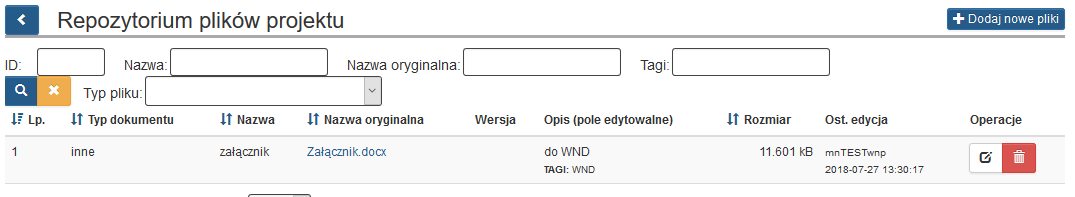 Repozytorium plików projektu
Dodaj nowe pliki
ID: Nazwa: Nazwa oryginalna: Tagi:
Typ pliku:
Lp. Typ dokumentu Nazwa Nazwa oryginalna Wersja Opis (pole edytowalne) Rozmiar Ost. edycja Operacje
1 inne załącznik Załącznik.docx do WND 11.601 kB mnTESTwnp
TAGI: WND 2018-07-27 13:30:17